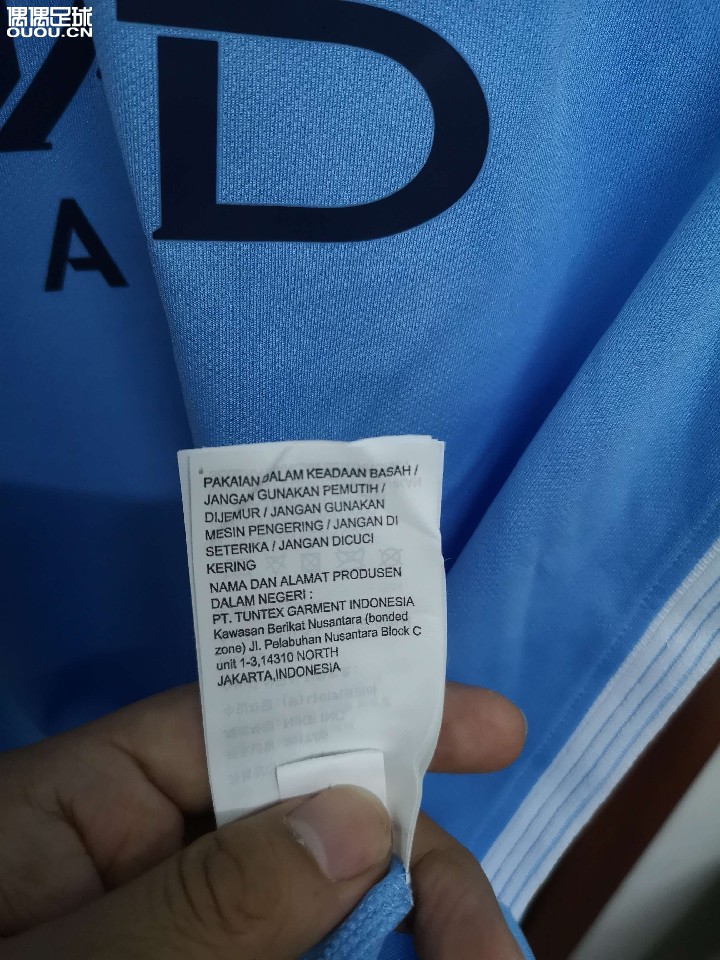 偶偶足球
OUOU.CN
D
A
PAKAIAN DALAM KEADAAN BASAH /
JANGAN GUNAKAN PEMUTIH /
DIJEMUR / JANGAN GUNAKAN
MESIN PENGERING / JANGAN DI
SETERIKA / JANGAN DICUCI
KERING
NAMA DAN ALAMAT PRODUSEN
DALAM NEGERI :
PT. TUNTEX GARMENT INDONESIA
Kawasan Berikat Nusantara (bonded
zone) Jl. Pelabuhan Nusantara Block C
unit 1-3,14310 NORTH
JAKARTA,INDONESIA